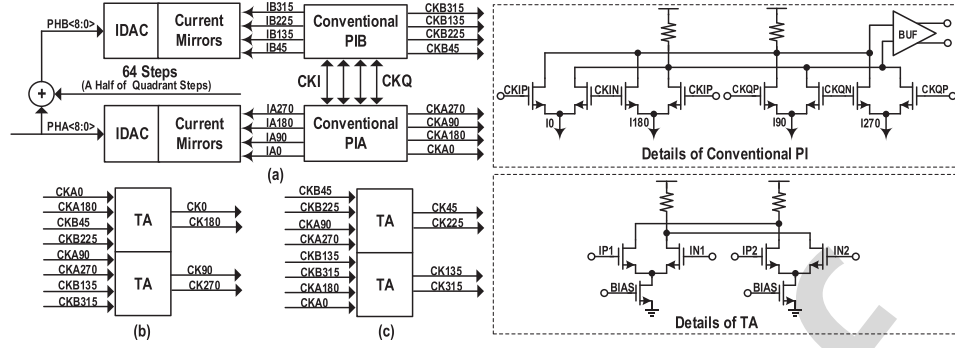 PHB<8:0>
IDAC
Current Mirrors
IB315
IB225
IB135
IB45
Conventional PIB
CKB315
CKB135
CKB225
CKB45
64 Steps
(A Half of Quadrant Steps)
+
CKI
CKQ
PHA<8:0>
IDAC
Current Mirrors
IA270
IA180
IA90
IA0
Conventional PIA
CKA270
CKA90
CKA180
CKA0
(a)
BUF
CKIP
CKIN
CKIP
CKQP
CKQN
CKQP
I0
I180
I90
I270
Details of Conventional PI
CKA0
CKA180
CKB45
CKB225
CKA90
CKA270
CKB135
CKB315
TA
TA
CK0
CK180
CK90
CK270
(b)
CKB45
CKB225
CKA90
CKA270
CKB135
CKB315
CKA180
CKA0
TA
TA
CK45
CK225
CK135
CK315
(c)
IP1
IN1
IP2
IN2
BIAS
BIAS
Details of TA